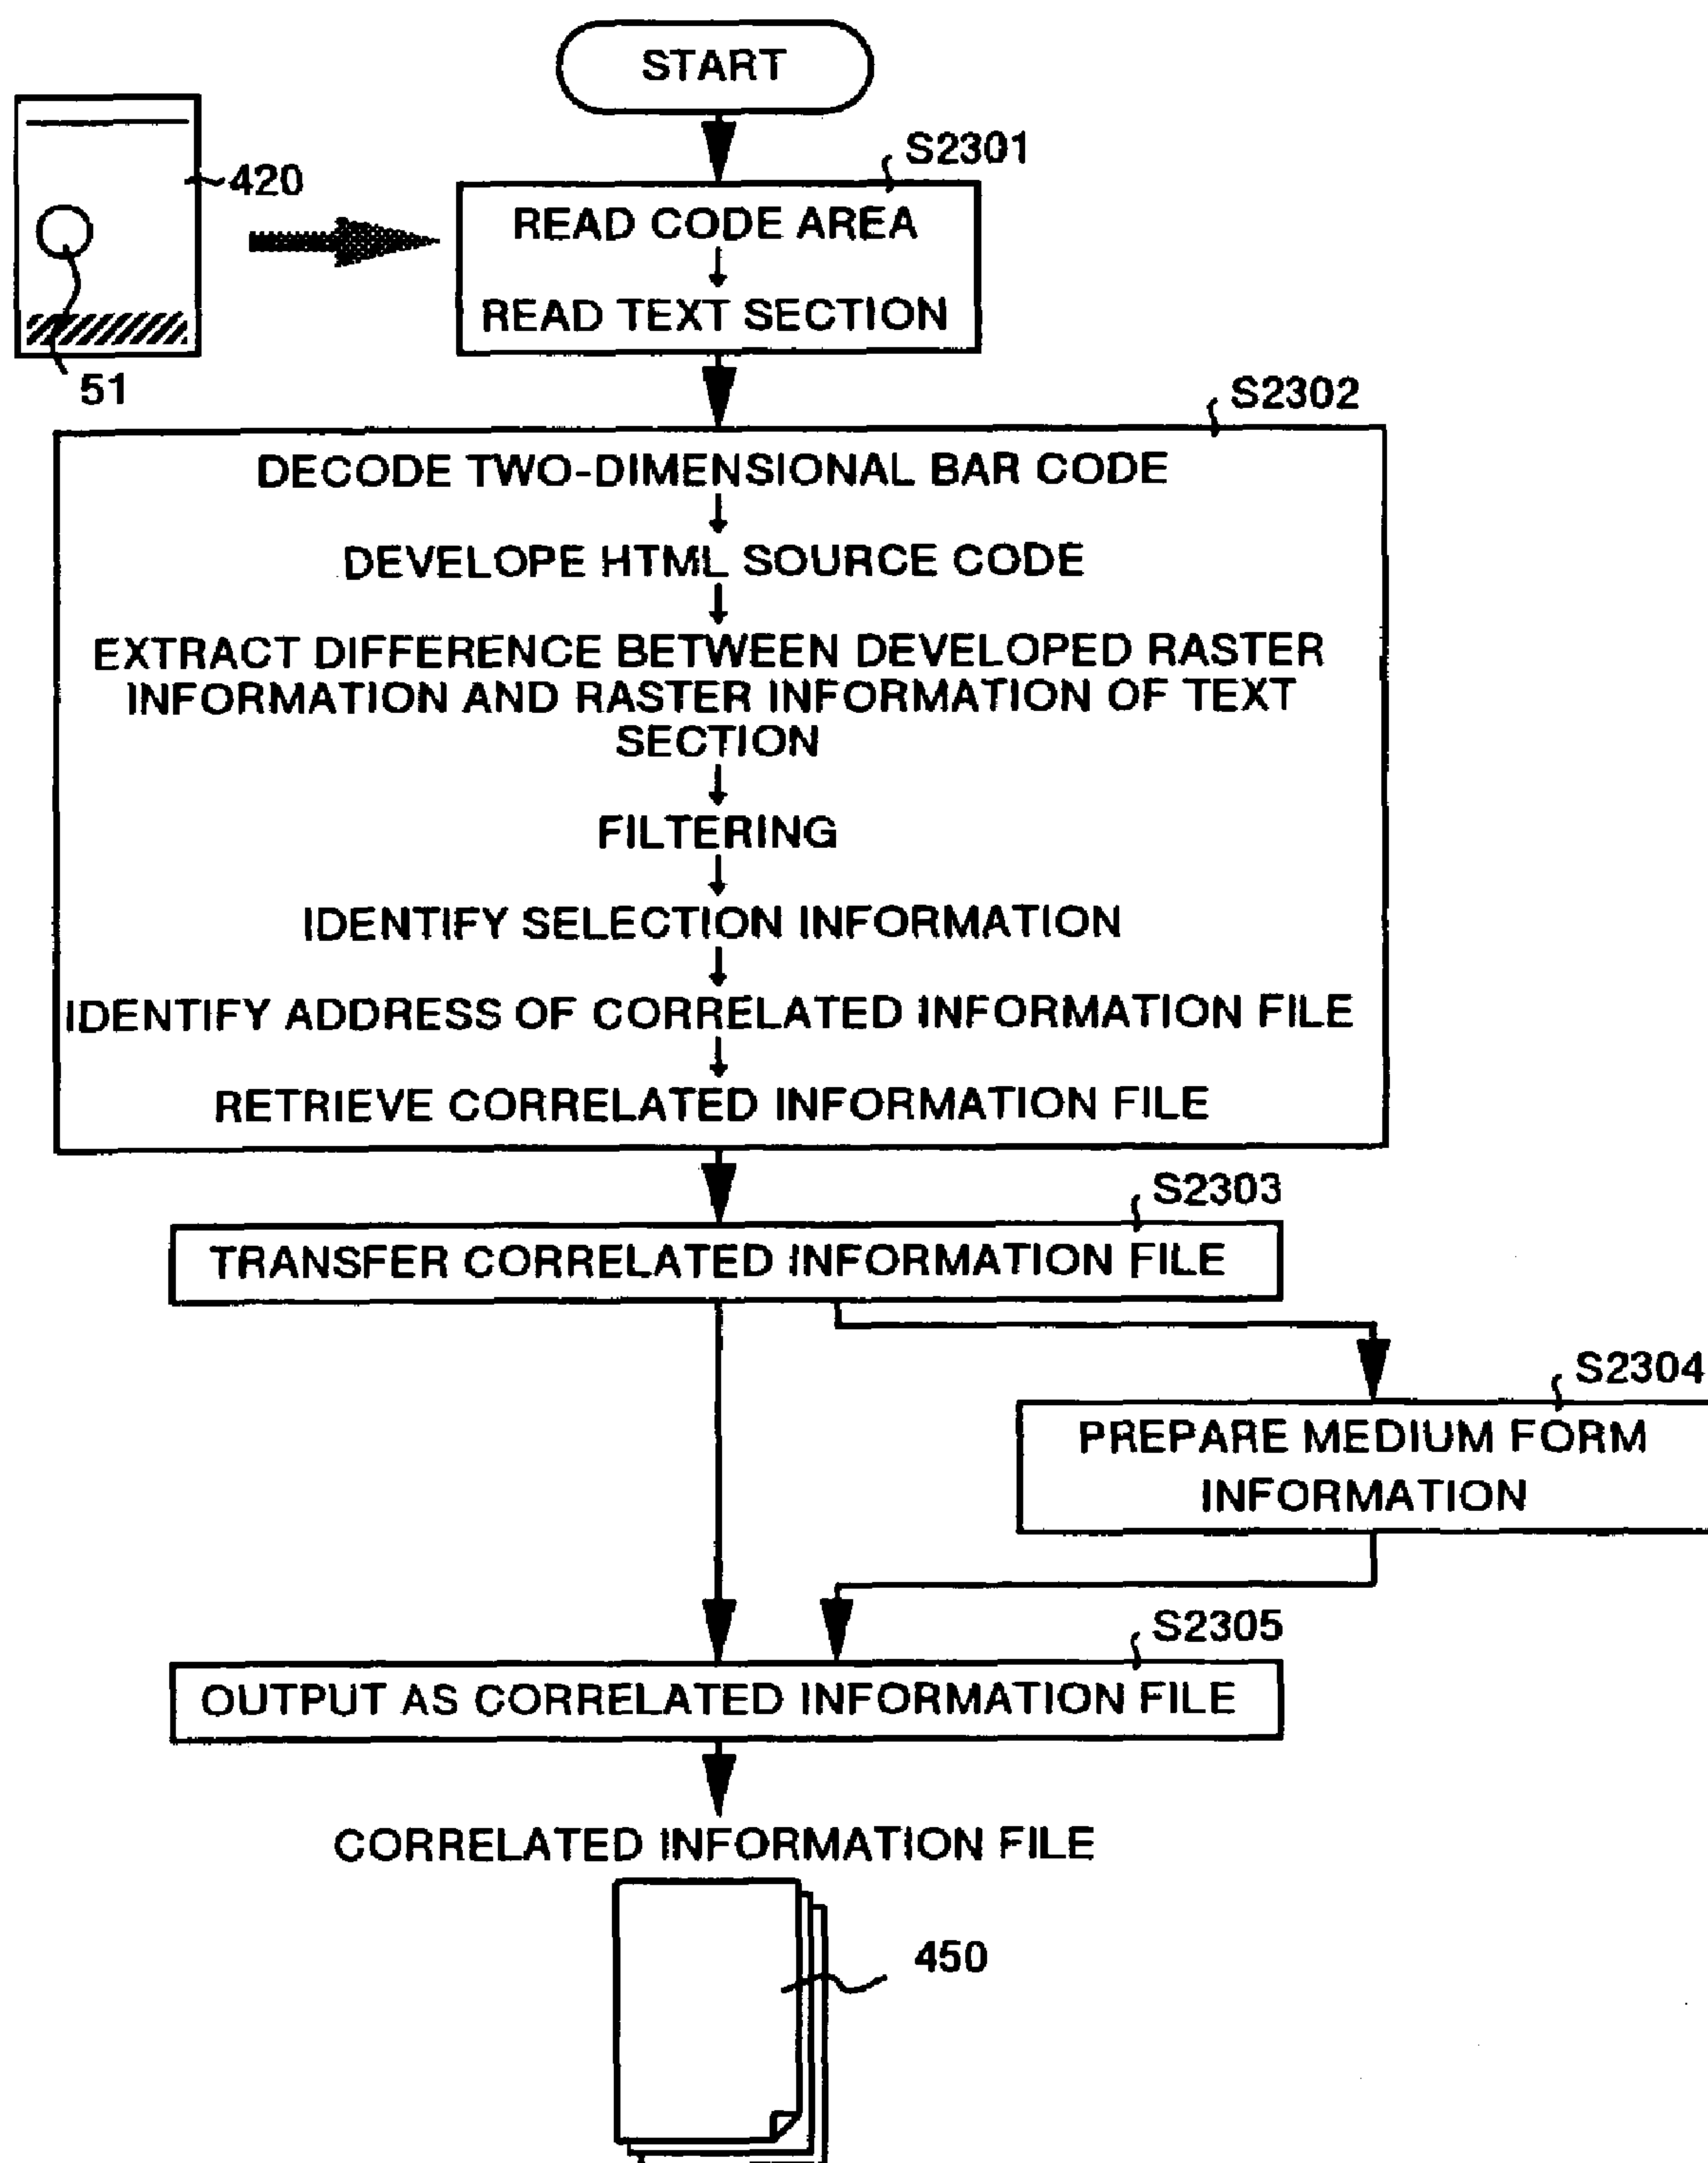 START
420
51
S2301
READ CODE AREA
READ TEXT SECTION
S2302
DECODE TWO-DIMENSIONAL BAR CODE
DEVELOPE HTML SOURCE CODE
EXTRACT DIFFERENCE BETWEEN DEVELOPED RASTER
INFORMATION AND RASTER INFORMATION OF TEXT
SECTION
FILTERING
IDENTIFY SELECTION INFORMATION
IDENTIFY ADDRESS OF CORRELATED INFORMATION FILE
RETRIEVE CORRELATED INFORMATION FILE
S2303
TRANSFER CORRELATED INFORMATION FILE
S2304
PREPARE MEDIUM FORM
INFORMATION
S2305
OUTPUT AS CORRELATED INFORMATION FILE
CORRELATED INFORMATION FILE
450